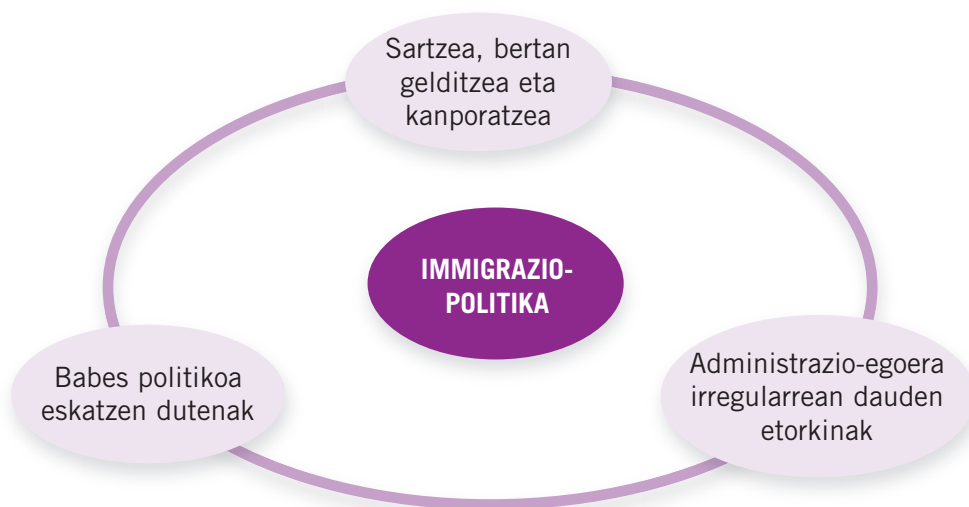 Sartzea, bertan
gelditzea eta
kanporatzea
IMMIGRAZIO-
POLITIKA
Babes politikoa
eskatzen dutenak
Administrazio-egoera
irregularrean dauden
etorkinak